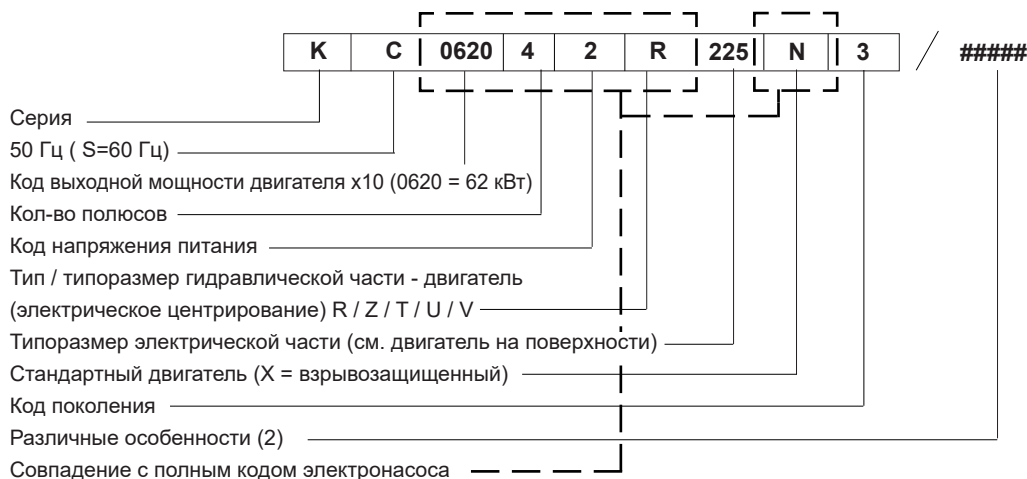 K C 0620 4 2 R 225 N 3 / #####
Серия
50 Гц ( S=60 Гц)
Код выходной мощности двигателя x10 (0620 = 62 кВт)
Кол-во полюсов
Код напряжения питания
Тип / типоразмер гидравлической части - двигатель
(электрическое центрирование) R / Z / T / U / V
Типоразмер электрической части (см. двигатель на поверхности)
Стандартный двигатель (X = взрывозащищенный)
Код поколения
Различные особенности (2)
Совпадение с полным кодом электронасоса